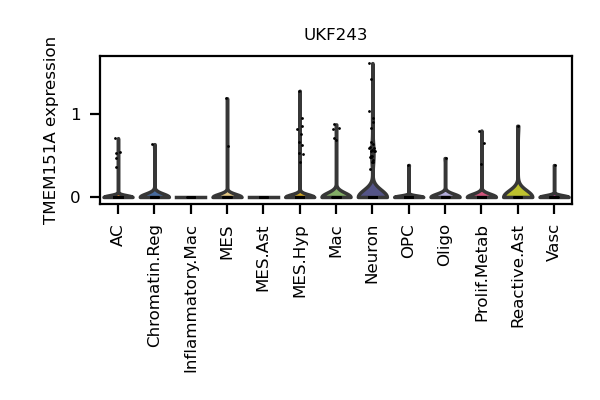 UKF243
TMEM151A expression
1
0
AC
Chromatin.Reg
Inflammatory.Mac
MES
MES.Ast
MES.Hyp
Mac
Neuron
OPC
Oligo
Prolif.Metab
Reactive.Ast
Vasc